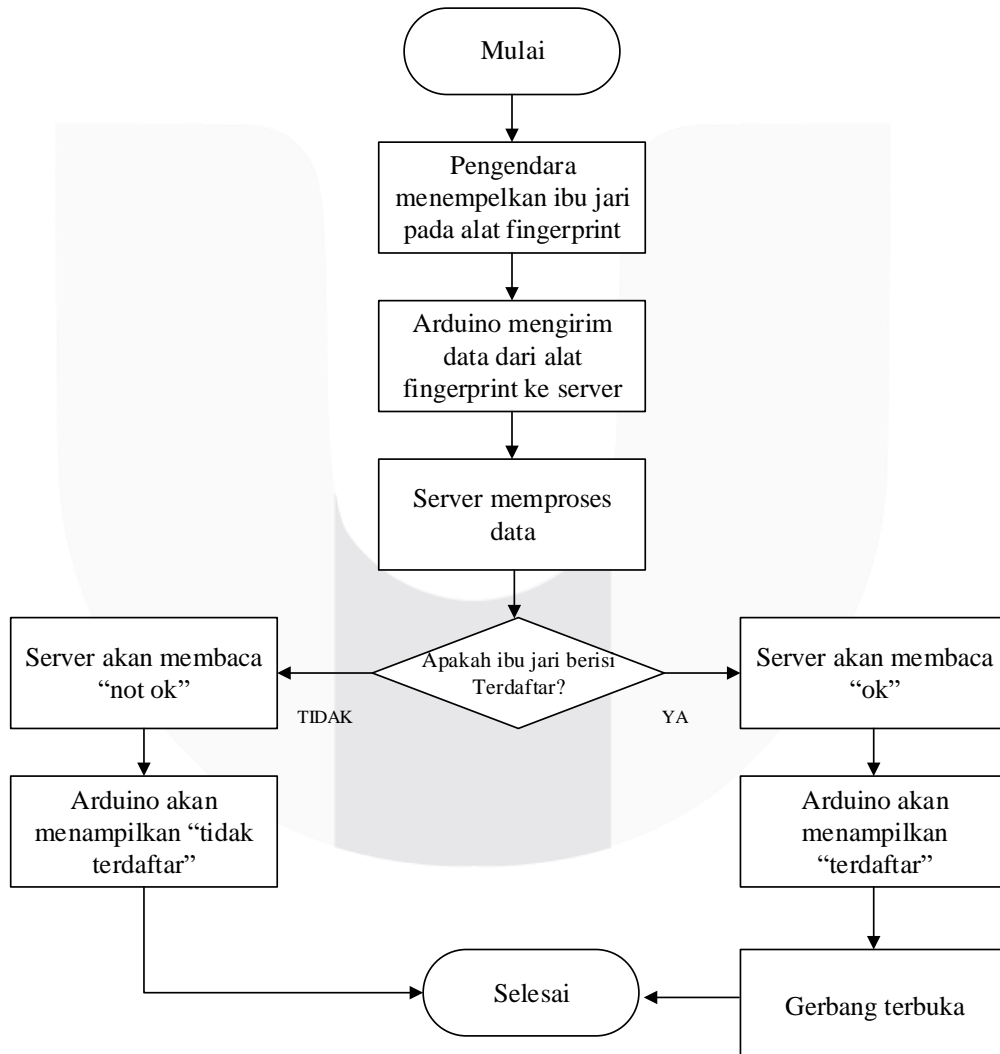 Mulai
Pengendara
menempelkan ibu jari
pada alat fingerprint
Arduino mengirim
data dari alat
fingerprint ke server
Server memproses
data
Apakah ibu jari berisi
Terdaftar?
TIDAK
YA
Server akan membaca
“not ok”
Server akan membaca
“ok”
Arduino akan
menampilkan “tidak
terdaftar”
Arduino akan
menampilkan
“terdaftar”
Selesai
Gerbang terbuka